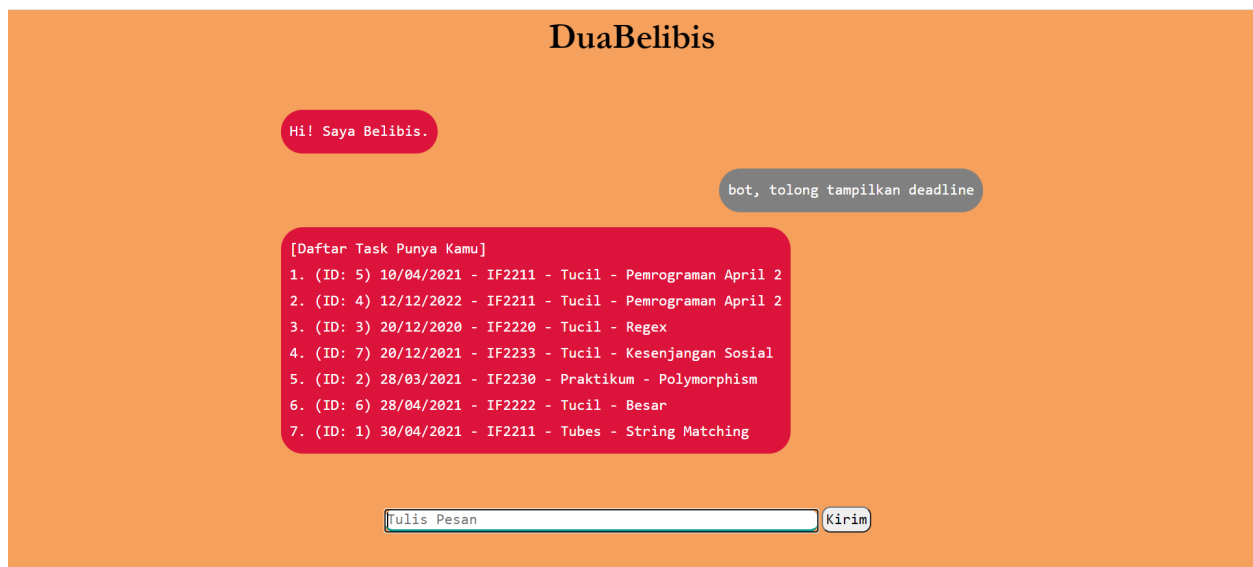 DuaBelibis
Hi! Saya Belibis.
bot, tolong tampilkan deadline
[Daftar Task Punya Kamu]
1. (ID: 5) 10/04/2021 - IF2211 - Tucil - Pemrograman April 2
2. (ID: 4) 12/12/2022 - IF2211 - Tucil - Pemrograman April 2
3. (ID: 3) 20/12/2020 - IF2220 - Tucil - Regex
4. (ID: 7) 20/12/2021 - IF2233 - Tucil - Kesenjangan Sosial
5. (ID: 2) 28/03/2021 - IF2230 - Praktikum - Polymorphism
6. (ID: 6) 28/04/2021 - IF2222 - Tucil - Besar
7. (ID: 1) 30/04/2021 - IF2211 - Tubes - String Matching
Tulis Pesan Kirim